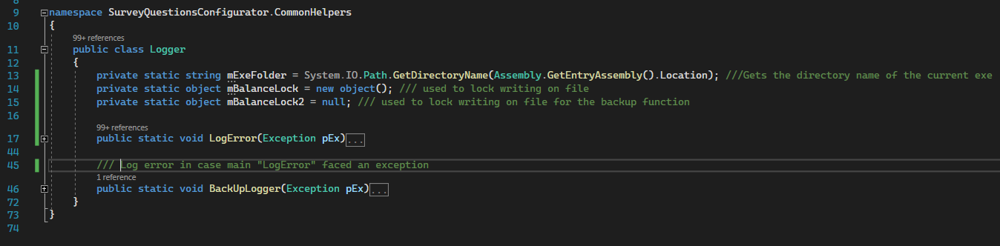 8
9 namespace SurveyQuestionsConfigurator.CommonHelpers
10 {
99+ references
11 public class Logger
12 {
13 private static string mExeFolder = System.IO.Path.GetDirectoryName(Assembly.GetEntryAssembly().Location); ///Gets the directory name of the current exe
14 private static object mBalanceLock = new object(); /// used to lock writing on file
15 private static object mBalanceLock2 = null; /// used to lock writing on file for the backup function
16
99+ references
17 public static void LogError(Exception pEx)...
44
45 /// Log error in case main "LogError" faced an exception
1 reference
46 public static void BackUpLogger(Exception pEx)...
72 }
73 }
74